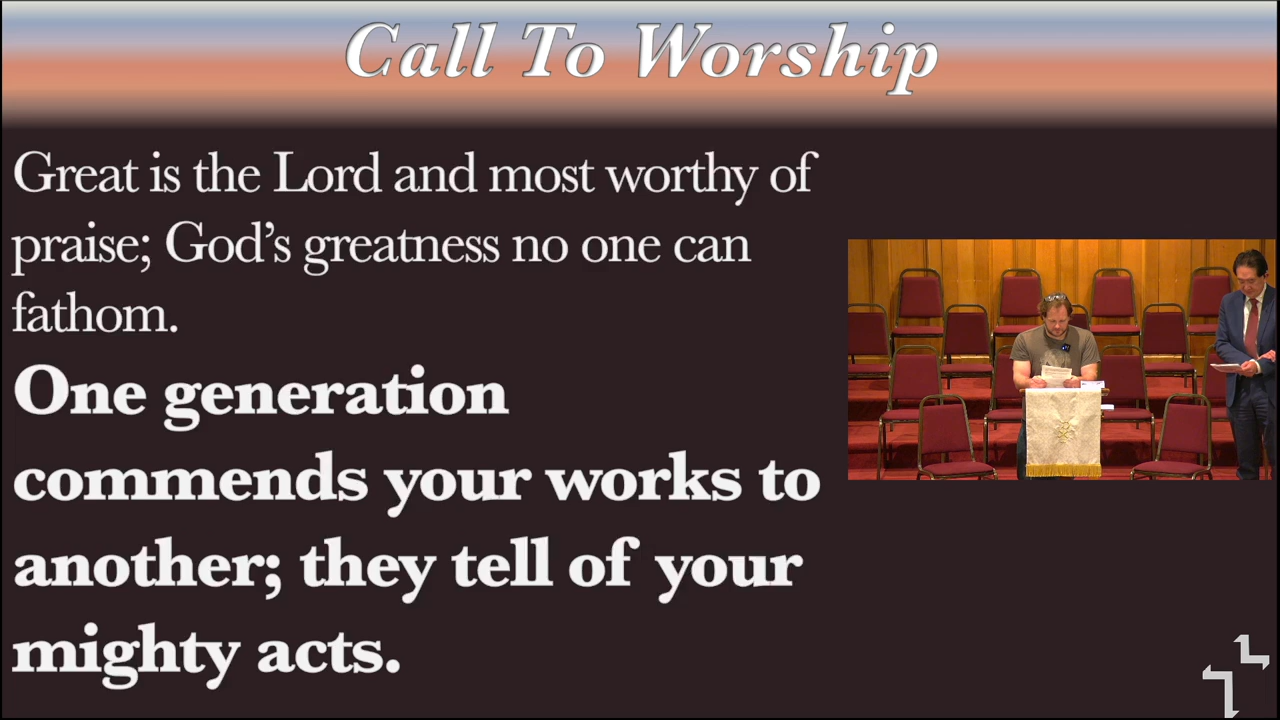 Call To Worship
Great is the Lord and most worthy of
praise; God’s greatness no one can
fathom.
One generation
commends your works to
another; they tell of your
mighty acts.